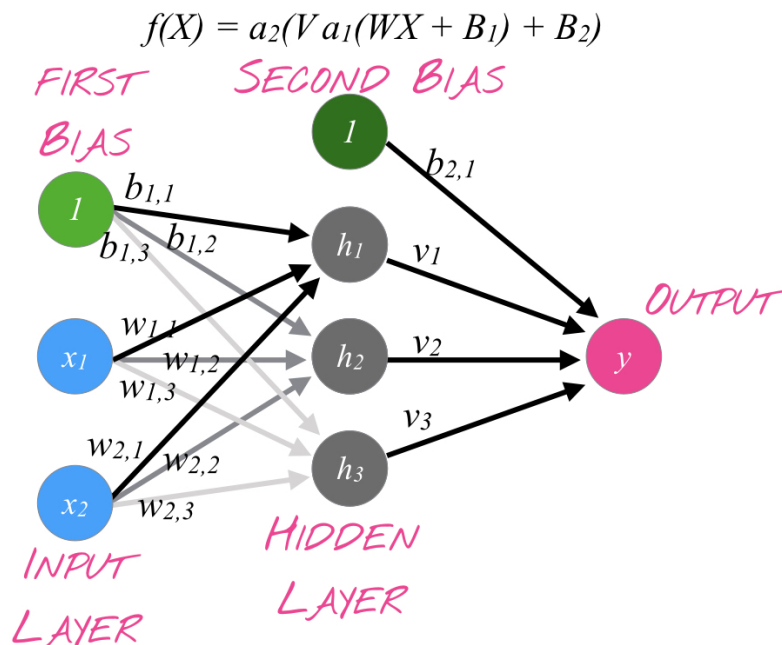 f(X) = a₂(V a₁(WX + B₁) + B₂)
FIRST
BIAS
SECOND BIAS
1
1
b₂,₁
b₁,₁
b₁,₂
b₁,₃
h₁
v₁
OUTPUT
w₁,₁
x₁
w₁,₂
h₂
v₂
y
w₁,₃
v₃
w₂,₁
w₂,₂
h₃
x₂
w₂,₃
INPUT
LAYER
HIDDEN
LAYER